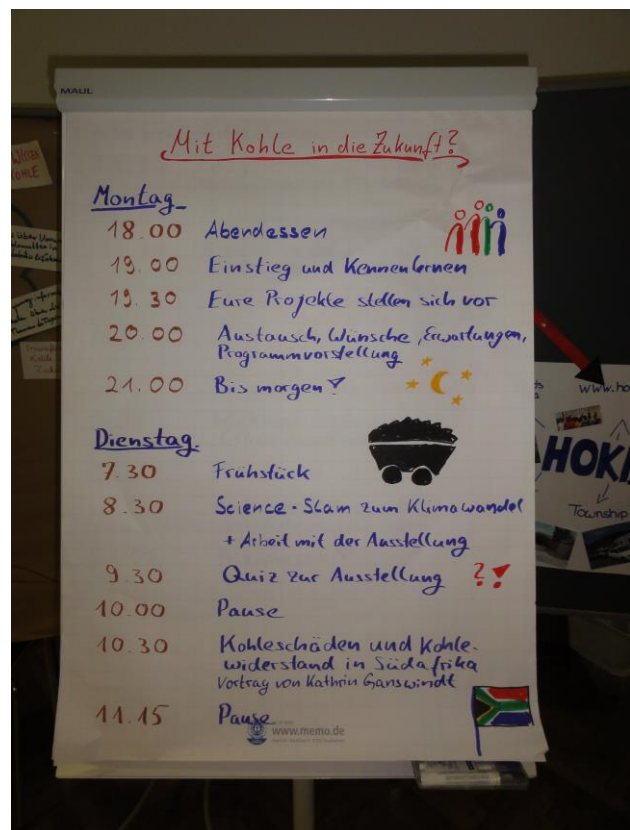 MAUL
Mit Kohle in die Zukunft?
Montag
18.00 Abendessen
19.00 Einstieg und Kennenlernen
19.30 Eure Projekte stellen sich vor
20.00 Austausch, Wünsche, Erwartungen,
Programmvorstellung
21.00 Bis morgen!
Dienstag.
7.30 Frühstück
8.30 Science-Slam zum Klimawandel
+ Arbeit mit der Ausstellung
9.30 Quiz zur Ausstellung ?!
10.00 Pause
10.30 Kohleschäden und Kohle-
widerstand in Südafrika
Vortrag von Kathrin Ganswindt
11.15 Pause
www.memo.de
www.ho
HOK
Township